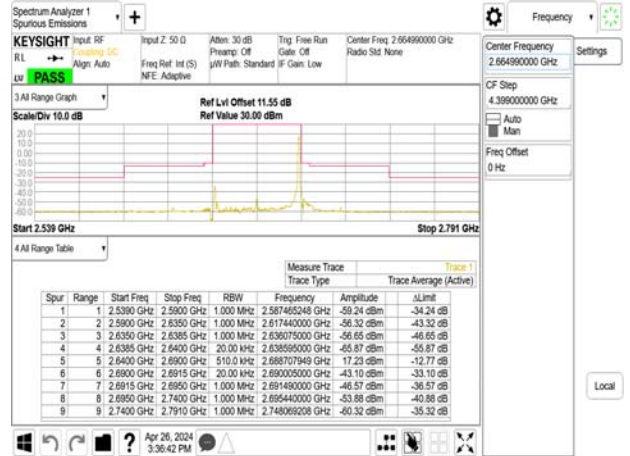 Spectrum Analyzer 1
Spurious Emissions
Frequency
KEYSIGHT
RL
PASS
Input: RF
Coupling: DC
Align: Auto
Input Z: 50 Ω
Freq Ref: Int (S)
NFE: Adaptive
Atten: 30 dB
Preamp: Off
µW Path: Standard
Trig: Free Run
Gate: Off
IF Gain: Low
Center Freq: 2.664990000 GHz
Radio Std: None
Center Frequency
2.664990000 GHz
Settings
CF Step
4.399000000 GHz
Auto
Man
Freq Offset
0 Hz
3 All Range Graph
Scale/Div 10.0 dB
Ref Lvl Offset 11.55 dB
Ref Value 30.00 dBm
20.0
10.0
0.00
-10.0
-20.0
-30.0
-40.0
-50.0
-60.0
Start 2.539 GHz
Stop 2.791 GHz
4 All Range Table
Measure Trace Trace 1
Trace Type Trace Average (Active)
Spur Range Start Freq Stop Freq RBW Frequency Amplitude ΔLimit
1 1 2.5390 GHz 2.5900 GHz 1.000 MHz 2.587465248 GHz -59.24 dBm -34.24 dB
2 2 2.5900 GHz 2.6350 GHz 1.000 MHz 2.617440000 GHz -56.32 dBm -43.32 dB
3 3 2.6350 GHz 2.6385 GHz 1.000 MHz 2.636075000 GHz -56.65 dBm -46.65 dB
4 4 2.6385 GHz 2.6400 GHz 20.00 kHz 2.638595000 GHz -65.87 dBm -55.87 dB
5 5 2.6400 GHz 2.6900 GHz 510.0 kHz 2.688707949 GHz 17.23 dBm -12.77 dB
6 6 2.6900 GHz 2.6915 GHz 20.00 kHz 2.690005000 GHz -43.10 dBm -33.10 dB
7 7 2.6915 GHz 2.6950 GHz 1.000 MHz 2.691490000 GHz -46.57 dBm -36.57 dB
8 8 2.6950 GHz 2.7400 GHz 1.000 MHz 2.695440000 GHz -53.88 dBm -40.88 dB
9 9 2.7400 GHz 2.7910 GHz 1.000 MHz 2.748069208 GHz -60.32 dBm -35.32 dB
Local
Apr 26, 2024
3:36:42 PM